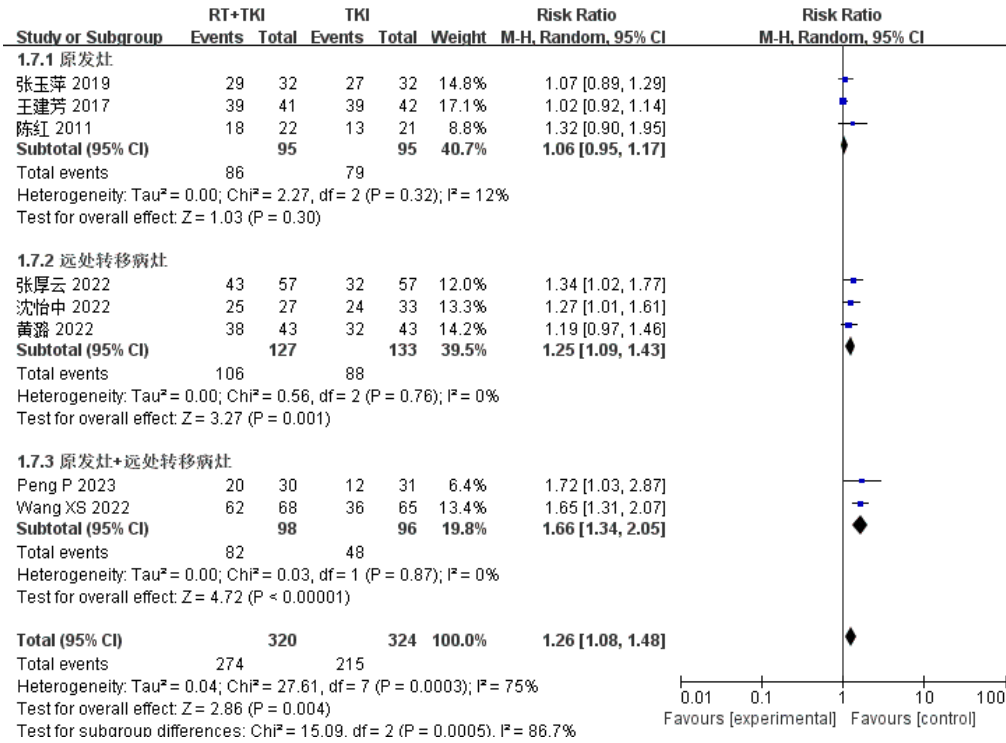 RT+TKI TKI Risk Ratio Risk Ratio
Study or Subgroup Events Total Events Total Weight M-H, Random, 95% CI M-H, Random, 95% CI
1.7.1 原发灶
张玉萍 2019 29 32 27 32 14.8% 1.07 [0.89, 1.29]
王建芳 2017 39 41 39 42 17.1% 1.02 [0.92, 1.14]
陈红 2011 18 22 13 21 8.8% 1.32 [0.90, 1.95]
Subtotal (95% CI) 95 95 40.7% 1.06 [0.95, 1.17]
Total events 86 79
Heterogeneity: Tau² = 0.00; Chi² = 2.27, df = 2 (P = 0.32); I² = 12%
Test for overall effect: Z = 1.03 (P = 0.30)
1.7.2 远处转移病灶
张厚云 2022 43 57 32 57 12.0% 1.34 [1.02, 1.77]
沈怡中 2022 25 27 24 33 13.3% 1.27 [1.01, 1.61]
黄潞 2022 38 43 32 43 14.2% 1.19 [0.97, 1.46]
Subtotal (95% CI) 127 133 39.5% 1.25 [1.09, 1.43]
Total events 106 88
Heterogeneity: Tau² = 0.00; Chi² = 0.56, df = 2 (P = 0.76); I² = 0%
Test for overall effect: Z = 3.27 (P = 0.001)
1.7.3 原发灶+远处转移病灶
Peng P 2023 20 30 12 31 6.4% 1.72 [1.03, 2.87]
Wang XS 2022 62 68 36 65 13.4% 1.65 [1.31, 2.07]
Subtotal (95% CI) 98 96 19.8% 1.66 [1.34, 2.05]
Total events 82 48
Heterogeneity: Tau² = 0.00; Chi² = 0.03, df = 1 (P = 0.87); I² = 0%
Test for overall effect: Z = 4.72 (P < 0.00001)
Total (95% CI) 320 324 100.0% 1.26 [1.08, 1.48]
Total events 274 215
Heterogeneity: Tau² = 0.04; Chi² = 27.61, df = 7 (P = 0.0003); I² = 75%
Test for overall effect: Z = 2.86 (P = 0.004)
Test for subgroup differences: Chi² = 15.09, df = 2 (P = 0.0005), I² = 86.7%
0.01 0.1 1 10 100
Favours [experimental] Favours [control]